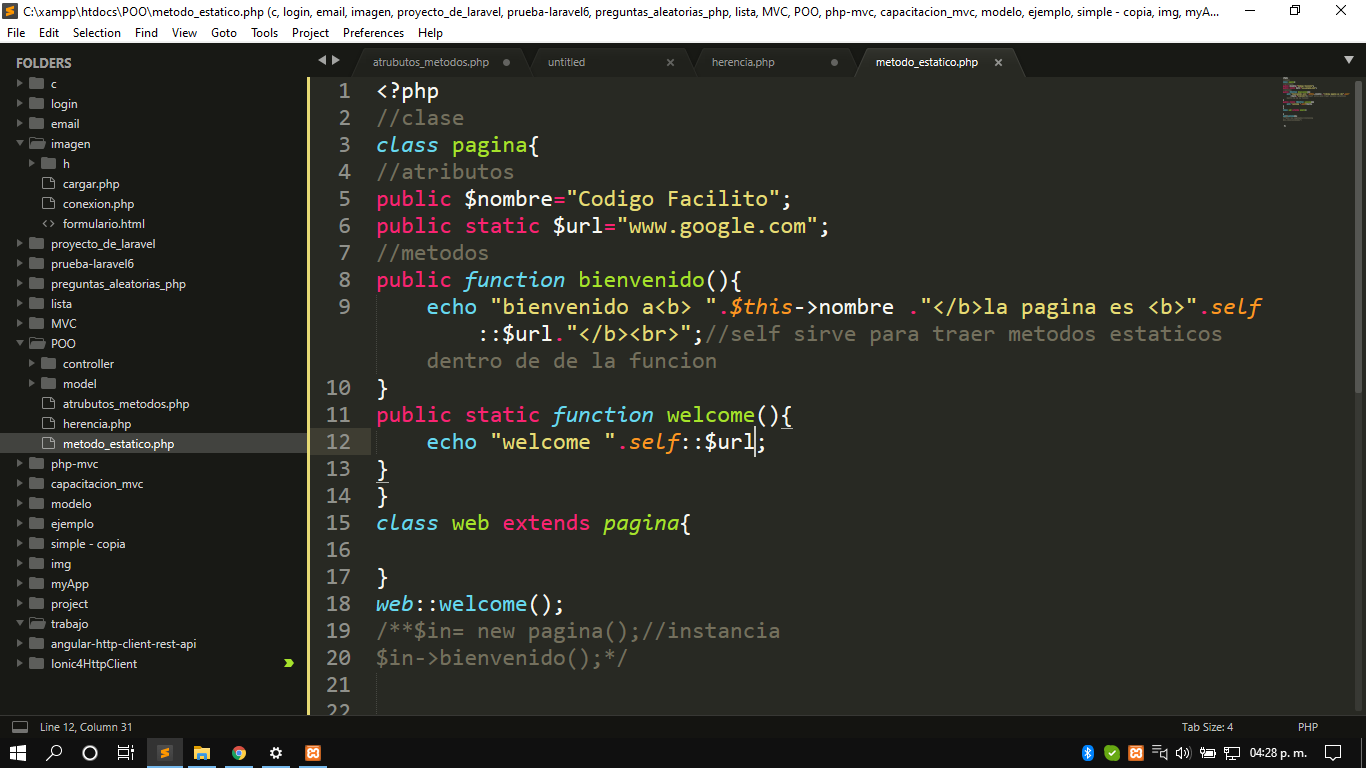 C:\xampp\htdocs\POO\metodo_estatico.php (c, login, email, imagen, proyecto_de_laravel, prueba-laravel6, preguntas_aleatorias_php, lista, MVC, POO, php-mvc, capacitacion_mvc, modelo, ejemplo, simple - copia, img, myA...
File Edit Selection Find View Goto Tools Project Preferences Help
FOLDERS
c
login
email
imagen
h
cargar.php
conexion.php
formulario.html
proyecto_de_laravel
prueba-laravel6
preguntas_aleatorias_php
lista
MVC
POO
controller
model
atrubutos_metodos.php
herencia.php
metodo_estatico.php
php-mvc
capacitacion_mvc
modelo
ejemplo
simple - copia
img
myApp
project
trabajo
angular-http-client-rest-api
Ionic4HttpClient
atrubutos_metodos.php untitled herencia.php metodo_estatico.php
1 <?php
2 //clase
3 class pagina{
4 //atributos
5 public $nombre="Codigo Facilito";
6 public static $url="www.google.com";
7 //metodos
8 public function bienvenido(){
9 echo "bienvenido a<b> ".$this->nombre ."</b>la pagina es <b>".self
::$url."</b><br>";//self sirve para traer metodos estaticos
dentro de de la funcion
10 }
11 public static function welcome(){
12 echo "welcome ".self::$url;
13 }
14 }
15 class web extends pagina{
16
17 }
18 web::welcome();
19 /**$in= new pagina();//instancia
20 $in->bienvenido();*/
21
22
Line 12, Column 31 Tab Size: 4 PHP
04:28 p. m.